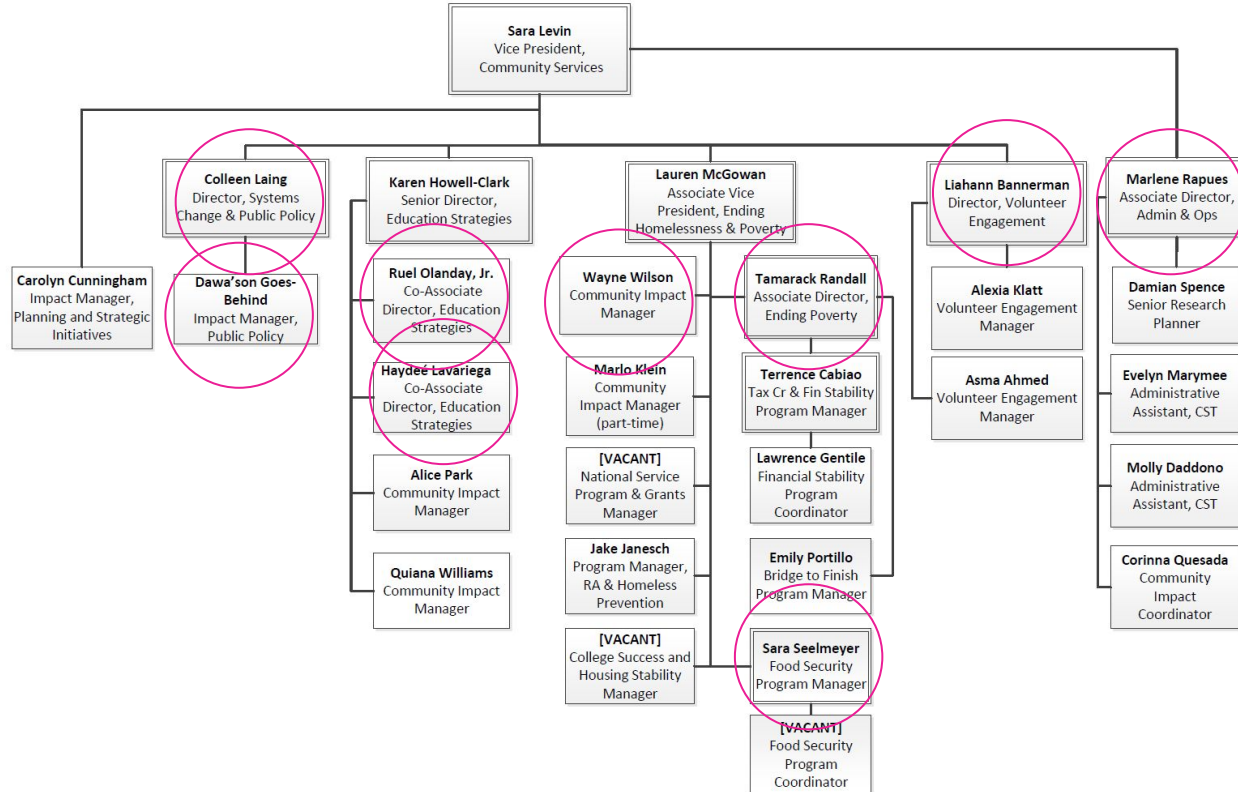 Sara Levin
Vice President,
Community Services
Colleen Laing
Director, Systems
Change & Public Policy
Karen Howell-Clark
Senior Director,
Education Strategies
Lauren McGowan
Associate Vice
President, Ending
Homelessness & Poverty
Liahann Bannerman
Director, Volunteer
Engagement
Marlene Rapues
Associate Director,
Admin & Ops
Carolyn Cunningham
Impact Manager,
Planning and Strategic
Initiatives
Dawa'son Goes-
Behind
Impact Manager,
Public Policy
Ruel Olanday, Jr.
Co-Associate
Director, Education
Strategies
Haydeé Lavariega
Co-Associate
Director, Education
Strategies
Alice Park
Community Impact
Manager
Quiana Williams
Community Impact
Manager
Wayne Wilson
Community Impact
Manager
Marlo Klein
Community
Impact Manager
(part-time)
[VACANT]
National Service
Program & Grants
Manager
Jake Janesch
Program Manager,
RA & Homeless
Prevention
[VACANT]
College Success and
Housing Stability
Manager
Tamarack Randall
Associate Director,
Ending Poverty
Terrence Cabiao
Tax Cr & Fin Stability
Program Manager
Lawrence Gentile
Financial Stability
Program
Coordinator
Emily Portillo
Bridge to Finish
Program Manager
Sara Seelmeyer
Food Security
Program Manager
[VACANT]
Food Security
Program
Coordinator
Alexia Klatt
Volunteer Engagement
Manager
Asma Ahmed
Volunteer Engagement
Manager
Damian Spence
Senior Research
Planner
Evelyn Marymee
Administrative
Assistant, CST
Molly Daddono
Administrative
Assistant, CST
Corinna Quesada
Community
Impact
Coordinator